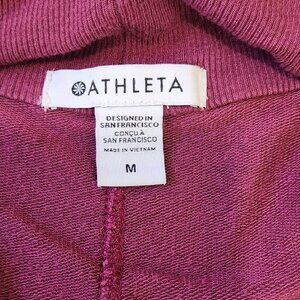 ATHLETA
DESIGNED IN
SAN FRANCISCO
CONÇU À
SAN FRANCISCO
MADE IN VIETNAM
M